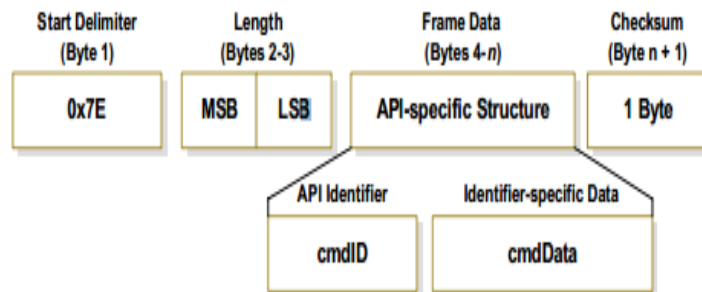 Start Delimiter
(Byte 1)
Length
(Bytes 2-3)
Frame Data
(Bytes 4-n)
Checksum
(Byte n + 1)
0x7E
MSB
LSB
API-specific Structure
1 Byte
API Identifier
Identifier-specific Data
cmdID
cmdData